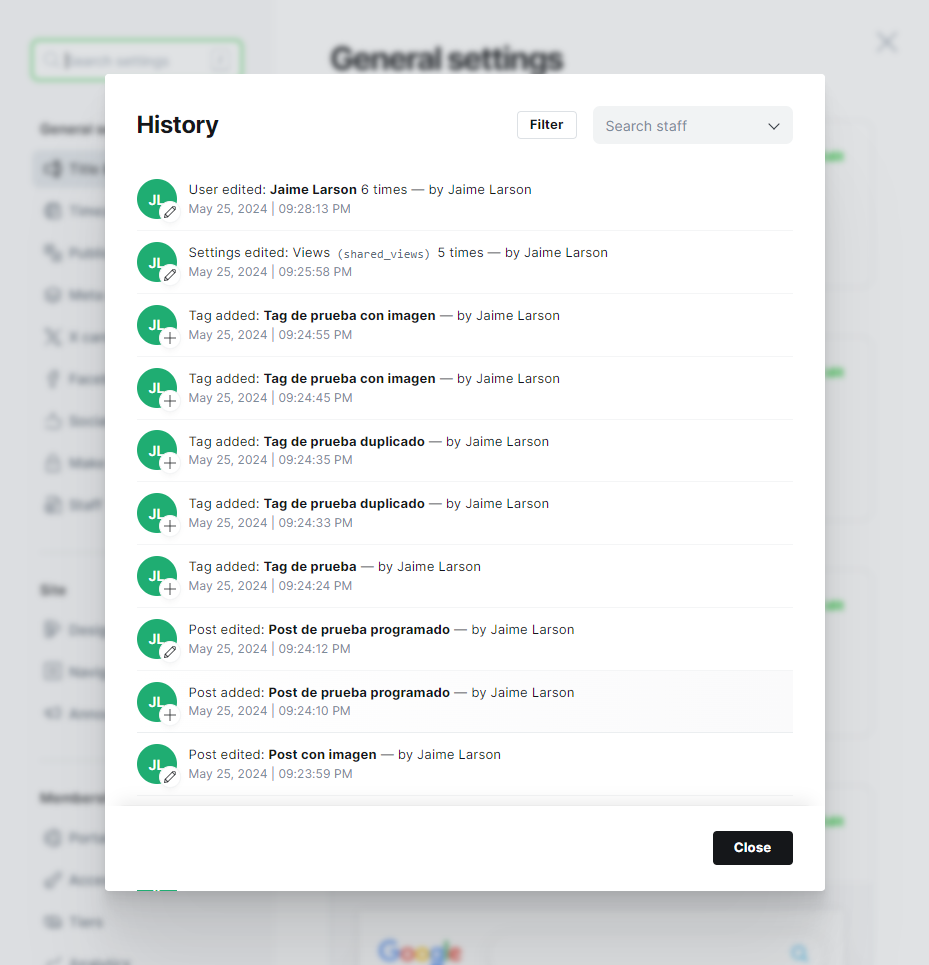 General settings
History
Filter
Search staff
JL
User edited: Jaime Larson 6 times — by Jaime Larson
May 25, 2024 | 09:28:13 PM
JL
Settings edited: Views (shared_views) 5 times — by Jaime Larson
May 25, 2024 | 09:25:58 PM
JL
Tag added: Tag de prueba con imagen — by Jaime Larson
May 25, 2024 | 09:24:55 PM
JL
Tag added: Tag de prueba con imagen — by Jaime Larson
May 25, 2024 | 09:24:45 PM
JL
Tag added: Tag de prueba duplicado — by Jaime Larson
May 25, 2024 | 09:24:35 PM
JL
Tag added: Tag de prueba duplicado — by Jaime Larson
May 25, 2024 | 09:24:33 PM
JL
Tag added: Tag de prueba — by Jaime Larson
May 25, 2024 | 09:24:24 PM
JL
Post edited: Post de prueba programado — by Jaime Larson
May 25, 2024 | 09:24:12 PM
JL
Post added: Post de prueba programado — by Jaime Larson
May 25, 2024 | 09:24:10 PM
JL
Post edited: Post con imagen — by Jaime Larson
May 25, 2024 | 09:23:59 PM
Close
Site
Staff
Tiers
Google